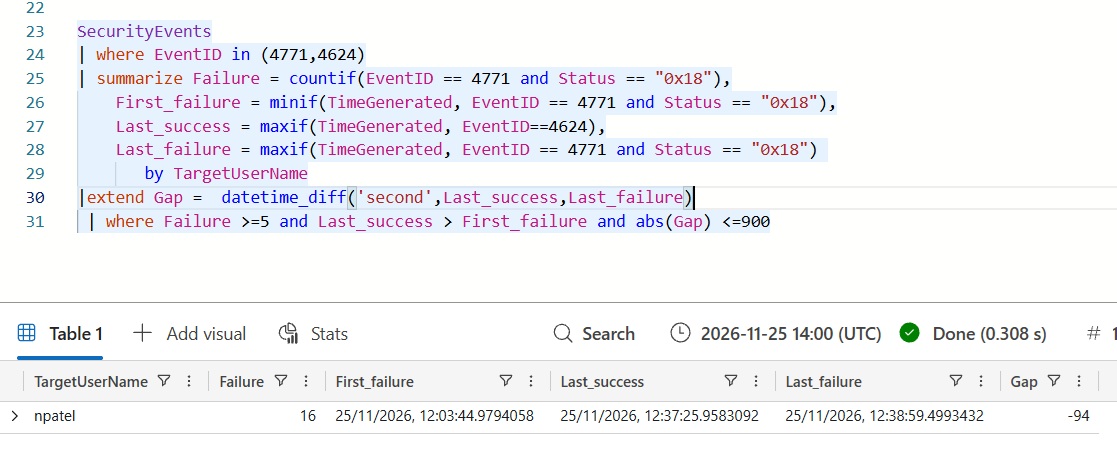 22
23 SecurityEvents
24 | where EventID in (4771,4624)
25 | summarize Failure = countif(EventID == 4771 and Status == "0x18"),
26 First_failure = minif(TimeGenerated, EventID == 4771 and Status == "0x18"),
27 Last_success = maxif(TimeGenerated, EventID==4624),
28 Last_failure = maxif(TimeGenerated, EventID == 4771 and Status == "0x18")
29 by TargetUserName
30 |extend Gap =  datetime_diff('second',Last_success,Last_failure)
31 | where Failure >=5 and Last_success > First_failure and abs(Gap) <=900
Table 1 Add visual Stats Search 2026-11-25 14:00 (UTC) Done (0.308 s) # 1
TargetUserName Failure First_failure Last_success Last_failure Gap
npatel 16 25/11/2026, 12:03:44.9794058 25/11/2026, 12:37:25.9583092 25/11/2026, 12:38:59.4993432 -94